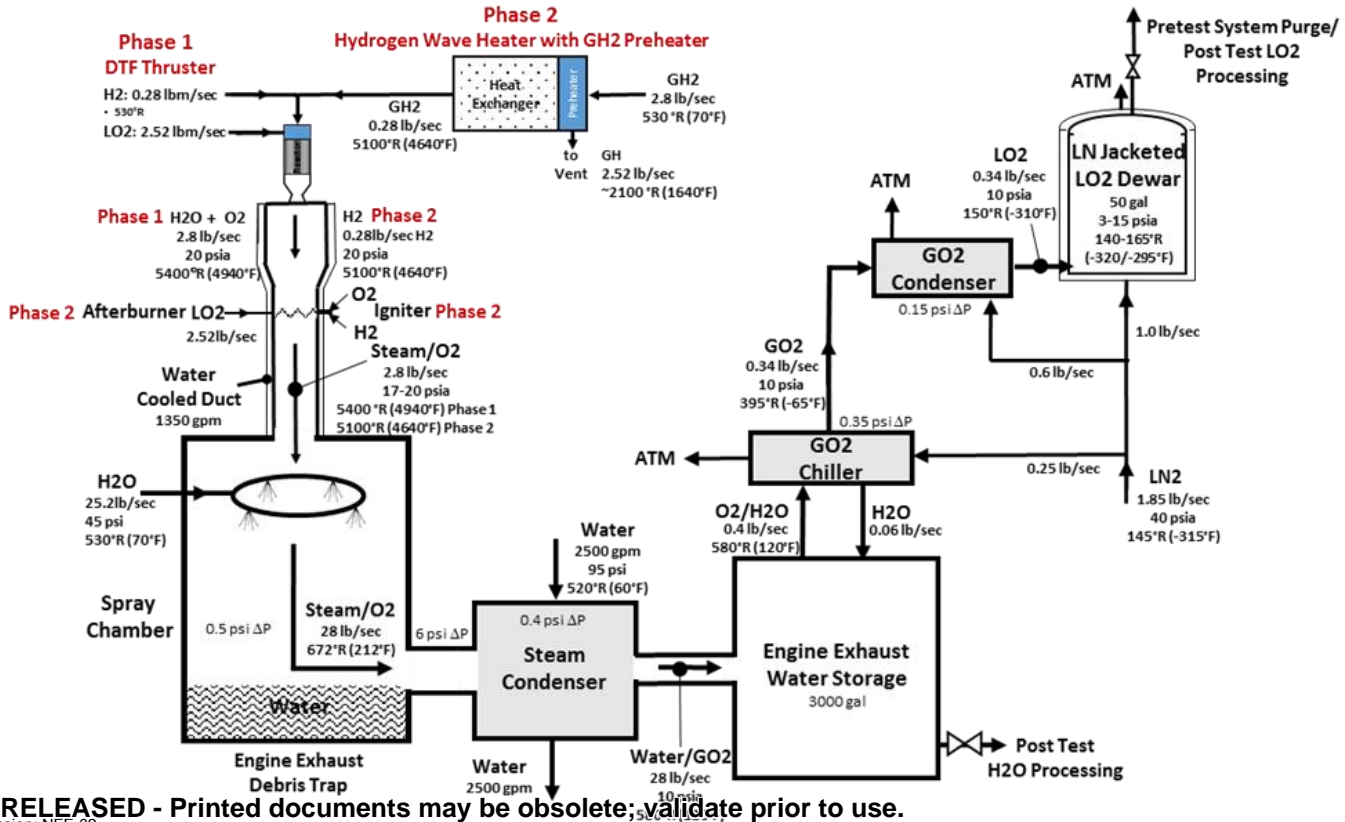 Phase 2
Hydrogen Wave Heater with GH2 Preheater
Phase 1
DTF Thruster
H2: 0.28 lbm/sec
• 530°R
LO2: 2.52 lbm/sec
Reactor
GH2
0.28 lb/sec
5100°R (4640°F)
Heat
Exchanger
Preheater
GH2
2.8 lb/sec
530 °R (70°F)
to
Vent
GH
2.52 lb/sec
~2100 °R (1640°F)
Pretest System Purge/
Post Test LO2
Processing
ATM
LN Jacketed
LO2 Dewar
50 gal
3-15 psia
140-165°R
(-320/-295°F)
LO2
0.34 lb/sec
10 psia
150°R (-310°F)
ATM
GO2
Condenser
0.15 psi ΔP
1.0 lb/sec
0.6 lb/sec
Phase 1 H2O + O2
2.8 lb/sec
20 psia
5400°R (4940°F)
H2 Phase 2
0.28lb/sec H2
20 psia
5100°R (4640°F)
Phase 2 Afterburner LO2
2.52lb/sec
O2
Igniter Phase 2
H2
Steam/O2
2.8 lb/sec
17-20 psia
5400 °R (4940°F) Phase 1
5100°R (4640°F) Phase 2
Water
Cooled Duct
1350 gpm
GO2
0.34 lb/sec
10 psia
395°R (-65°F)
0.35 psi ΔP
GO2
Chiller
ATM
0.25 lb/sec
LN2
1.85 lb/sec
40 psia
145°R (-315°F)
H2O
25.2lb/sec
45 psi
530°R (70°F)
O2/H2O
0.4 lb/sec
580°R (120°F)
H2O
0.06 lb/sec
Water
2500 gpm
95 psi
520°R (60°F)
Spray
Chamber
0.5 psi ΔP
Steam/O2
28 lb/sec
672°R (212°F)
6 psi ΔP
0.4 psi ΔP
Steam
Condenser
Engine Exhaust
Water Storage
3000 gal
Water
Engine Exhaust
Debris Trap
Water
2500 gpm
Water/GO2
28 lb/sec
10 psia
Post Test
H2O Processing
RELEASED - Printed documents may be obsolete; validate prior to use.